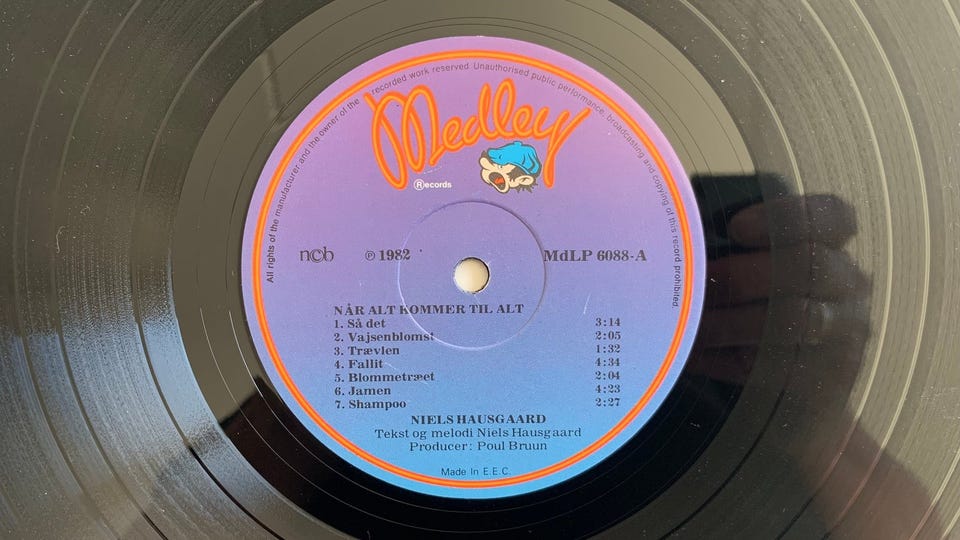 All rights of the manufacturer and the owner of the recorded work reserved Unauthorised public performance, broadcasting and copying of this record prohibited
Medley
Records
ncb
℗ 1982
MdLP 6088-A
NÅR ALT KOMMER TIL ALT
1. Så det 3:14
2. Vajsenblomst 2:05
3. Trævlen 1:32
4. Fallit 4:34
5. Blommetræet 2:04
6. Jamen 4:23
7. Shampoo 2:27
NIELS HAUSGAARD
Tekst og melodi Niels Hausgaard
Producer: Poul Bruun
Made In E.E.C.